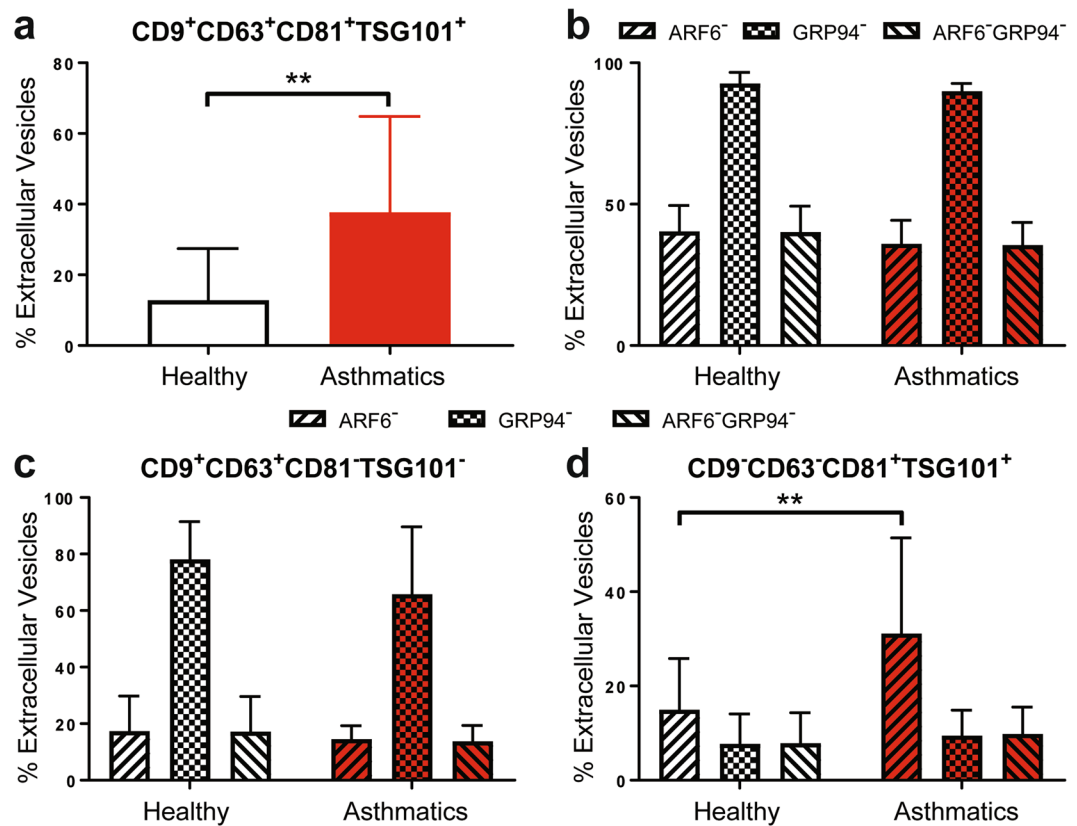 a
CD9⁺CD63⁺CD81⁺TSG101⁺
**
% Extracellular Vesicles
80
60
40
20
0
Healthy
Asthmatics
b
ARF6⁻
GRP94⁻
ARF6⁻GRP94⁻
% Extracellular Vesicles
100
50
0
Healthy
Asthmatics
ARF6⁻
GRP94⁻
ARF6⁻GRP94⁻
c
CD9⁺CD63⁺CD81⁻TSG101⁻
% Extracellular Vesicles
100
80
60
40
20
0
Healthy
Asthmatics
d
CD9⁻CD63⁻CD81⁺TSG101⁺
**
% Extracellular Vesicles
60
40
20
0
Healthy
Asthmatics